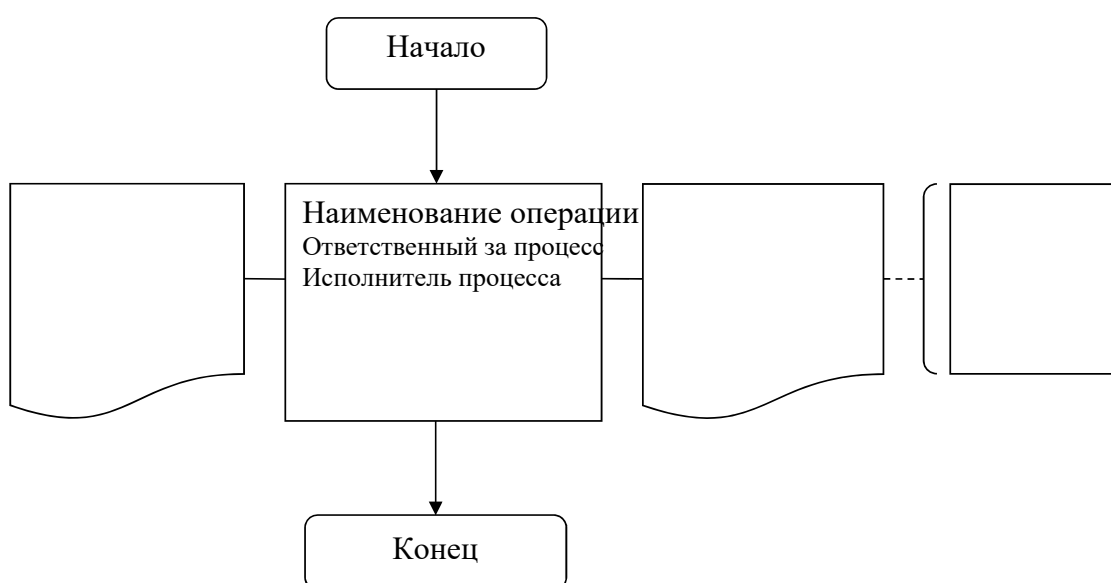 Начало
Наименование операции
Ответственный за процесс
Исполнитель процесса
Конец